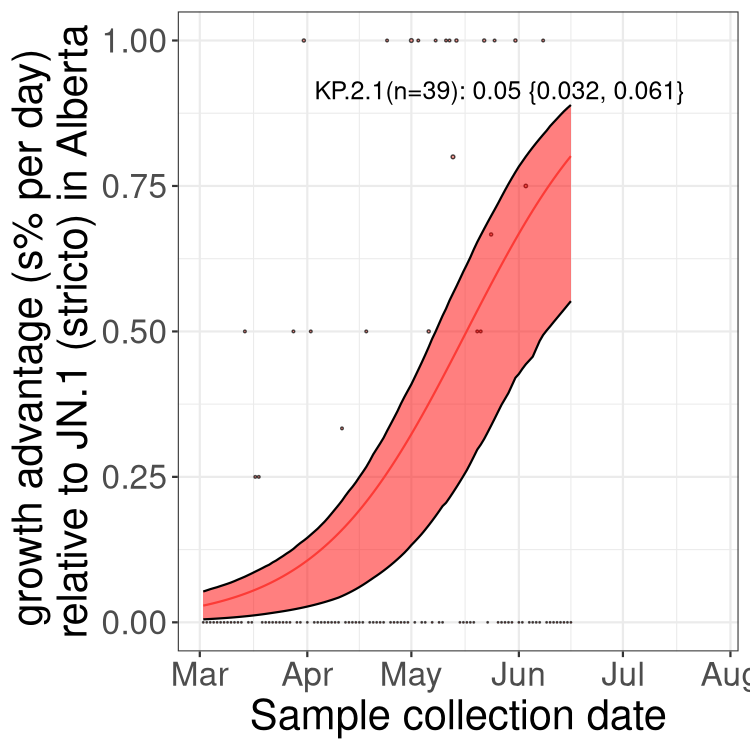 growth advantage (s% per day)
relative to JN.1 (stricto) in Alberta
1.00
0.75
0.50
0.25
0.00
KP.2.1(n=39): 0.05 {0.032, 0.061}
Mar Apr May Jun Jul Aug
Sample collection date